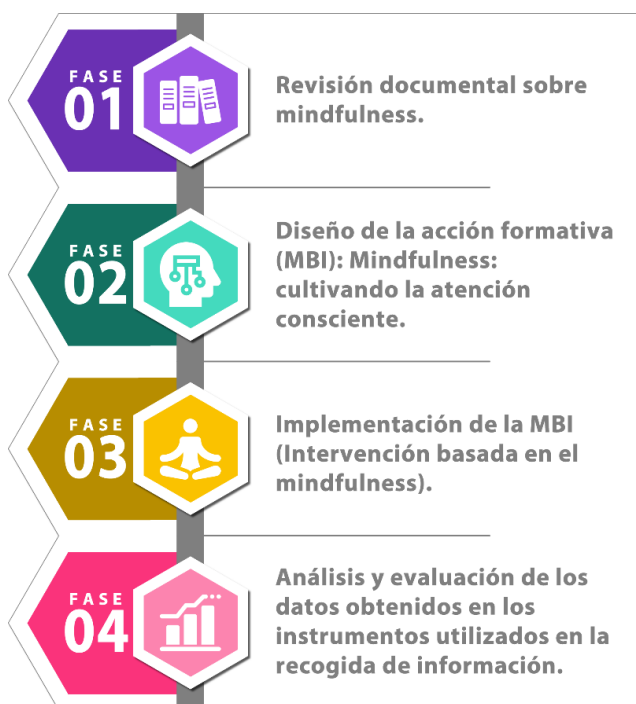 FASE
01
Revisión documental sobre
mindfulness.
FASE
02
Diseño de la acción formativa
(MBI): Mindfulness:
cultivando la atención
consciente.
FASE
03
Implementación de la MBI
(Intervención basada en el
mindfulness).
FASE
04
Análisis y evaluación de los
datos obtenidos en los
instrumentos utilizados en la
recogida de información.